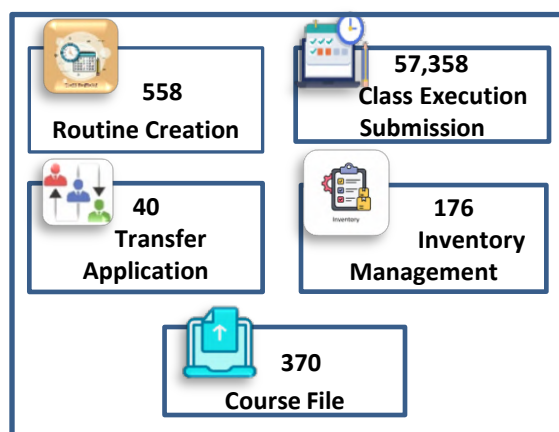 558
Routine Creation
57,358
Class Execution
Submission
40
Transfer
Application
Inventory
176
Inventory
Management
370
Course File